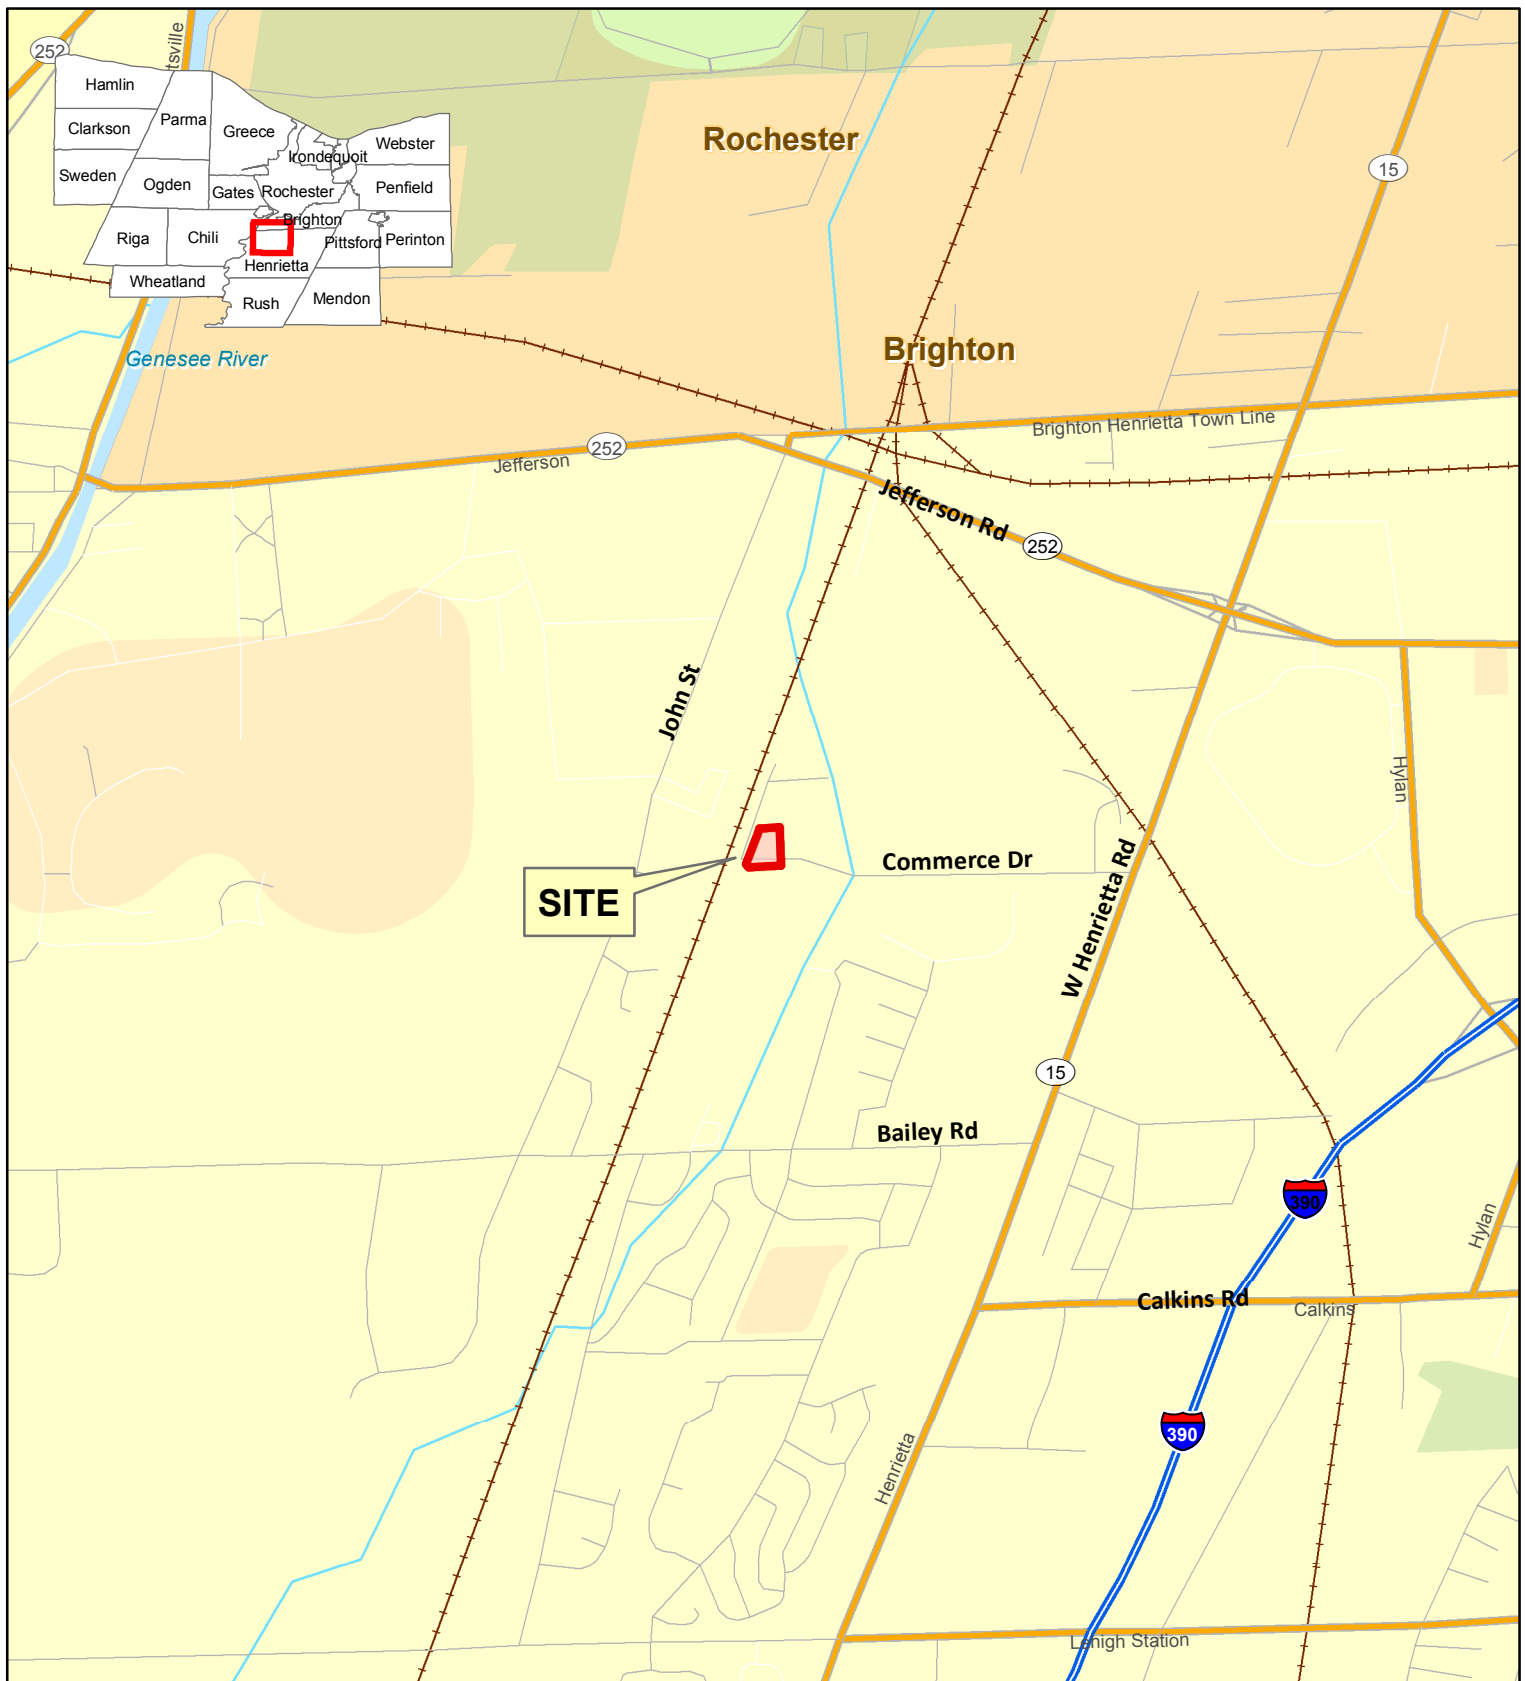 252
tsville
Hamlin
Parma
Greece
Clarkson
Irondequoit
Webster
Sweden
Ogden
Gates
Rochester
Penfield
Brighton
Riga
Chili
Pittsford
Perinton
Henrietta
Wheatland
Rush
Mendon
Rochester
15
Genesee River
Brighton
Brighton Henrietta Town Line
252
Jefferson
Jefferson Rd
252
John St
Hylan
Commerce Dr
W Henrietta Rd
SITE
15
Bailey Rd
390
Hylan
Calkins Rd
Calkins
390
Henrietta
Lehigh Station